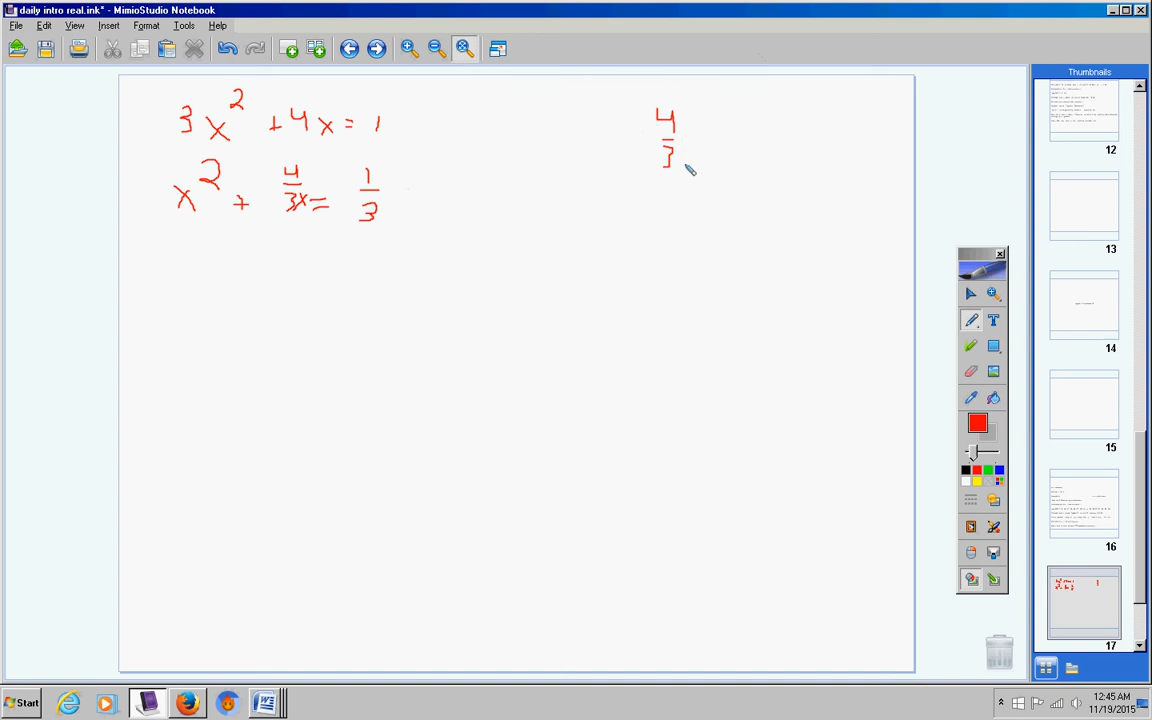 daily intro real.ink* - MimioStudio Notebook
File Edit View Insert Format Tools Help
3x² + 4x = 1
x² + 4/3x = 1/3
4/3
Thumbnails
12
13
14
15
16
17
T
Start
12:45 AM
11/19/2015